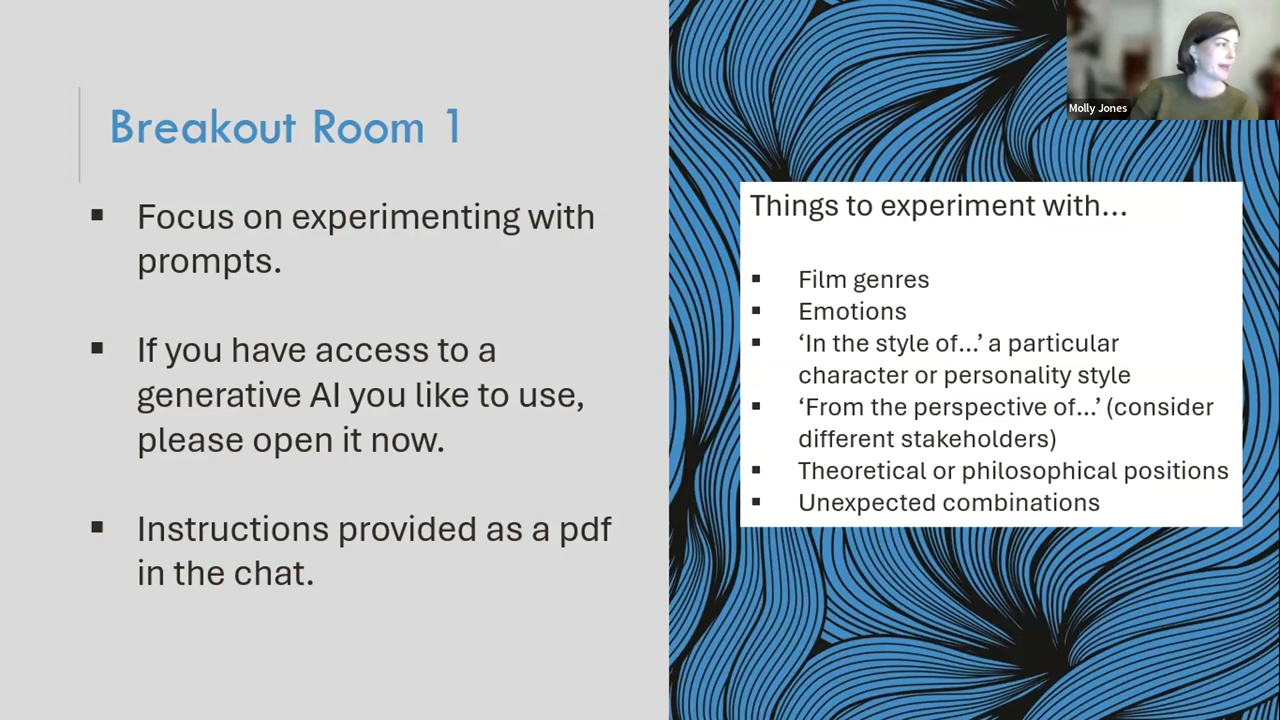 Breakout Room 1
▪ Focus on experimenting with
prompts.
▪ If you have access to a
generative AI you like to use,
please open it now.
▪ Instructions provided as a pdf
in the chat.
Molly Jones
Things to experiment with...
▪ Film genres
▪ Emotions
▪ ‘In the style of...’ a particular
character or personality style
▪ ‘From the perspective of...’ (consider
different stakeholders)
▪ Theoretical or philosophical positions
▪ Unexpected combinations